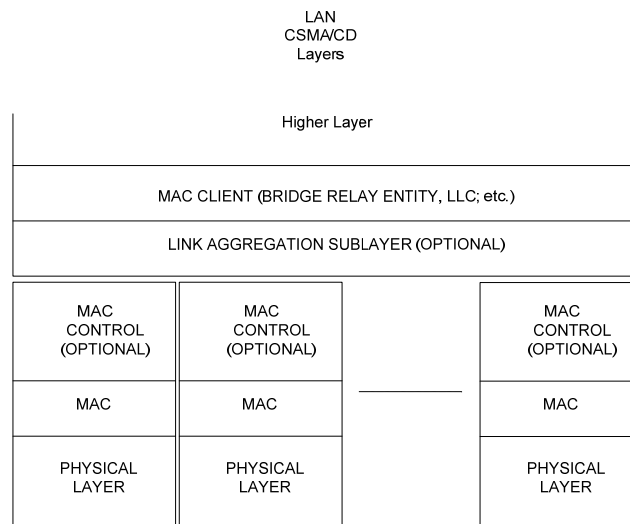 LAN
CSMA/CD
Layers
Higher Layer
MAC CLIENT (BRIDGE RELAY ENTITY, LLC; etc.)
LINK AGGREGATION SUBLAYER (OPTIONAL)
MAC
CONTROL
(OPTIONAL)
MAC
CONTROL
(OPTIONAL)
MAC
CONTROL
(OPTIONAL)
MAC
MAC
MAC
PHYSICAL
LAYER
PHYSICAL
LAYER
PHYSICAL
LAYER